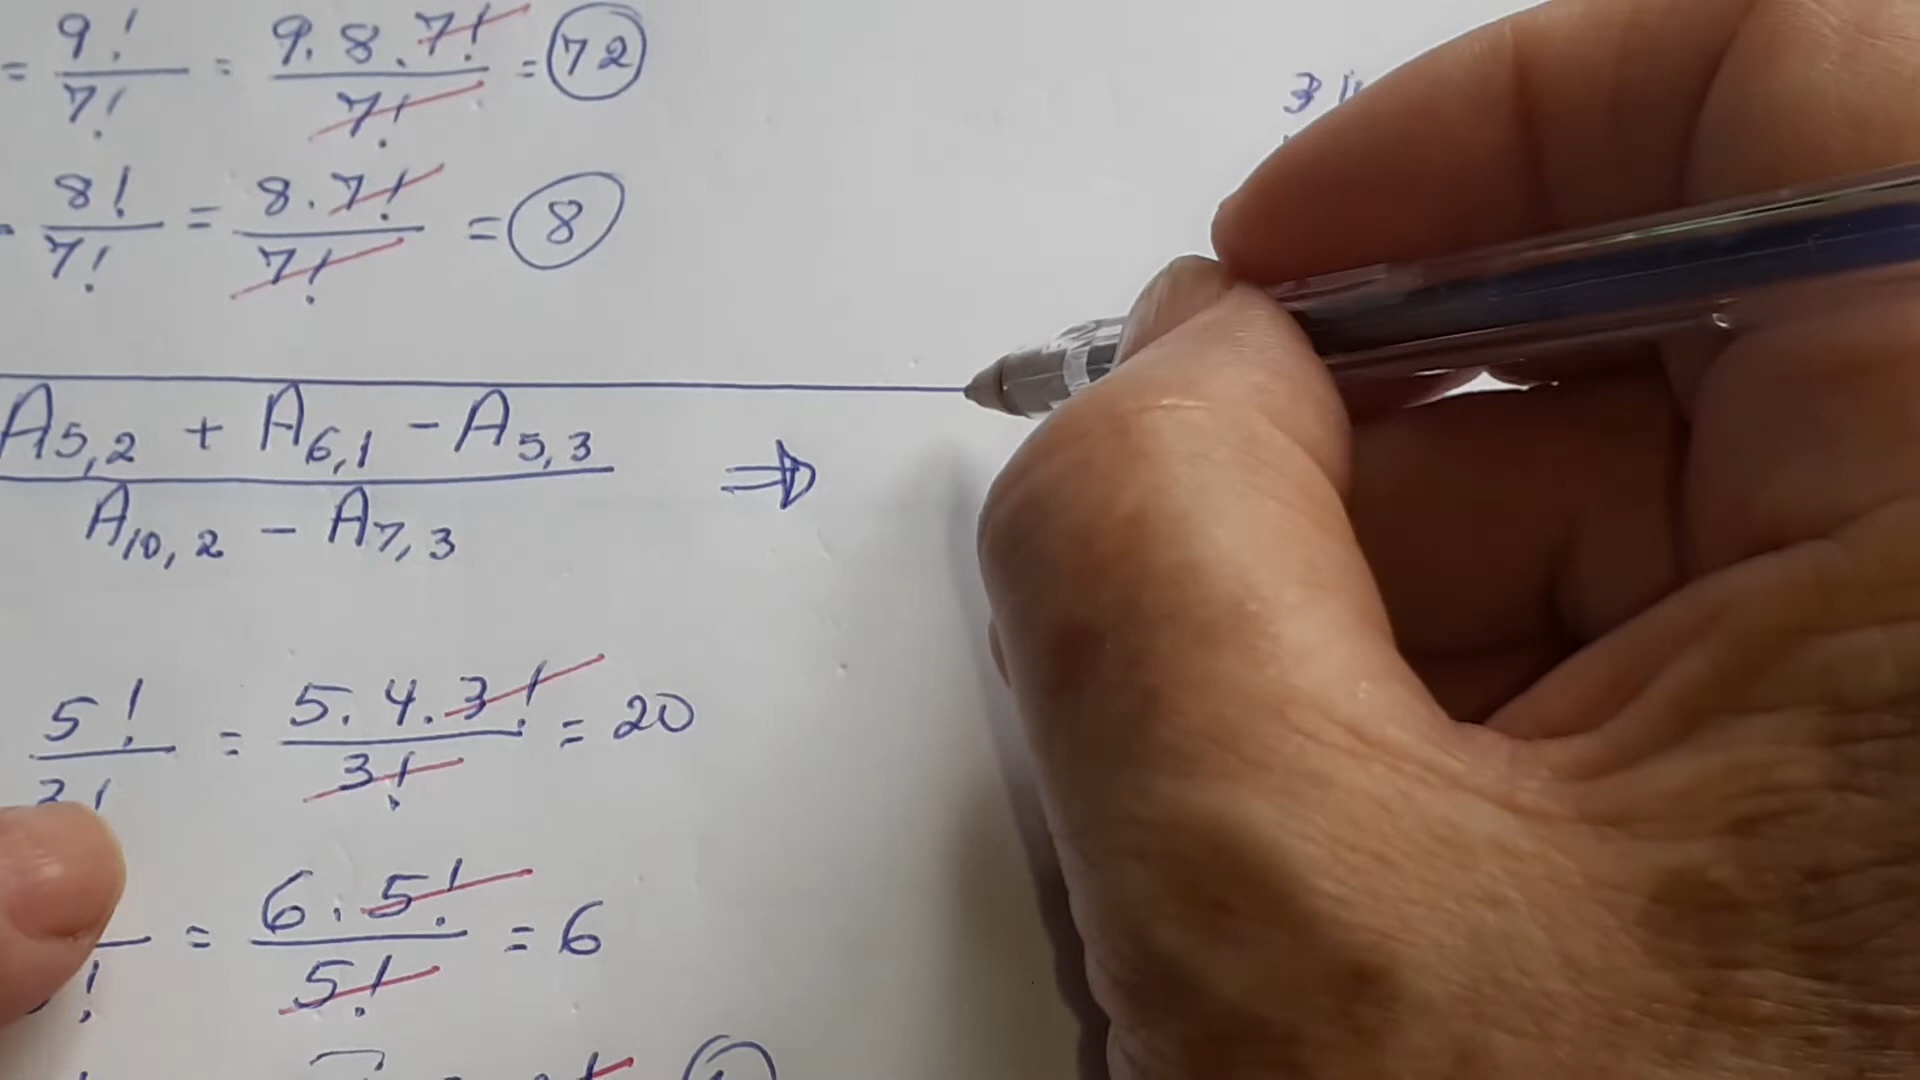 = 9!/7! = 9.8.7!/7! = 72
8!/7! = 8.7!/7! = 8
A5,2 + A6,1 - A5,3 / A10,2 - A7,3 ⇒
5!/3! = 5.4.3!/3! = 20
= 6.5!/5! = 6